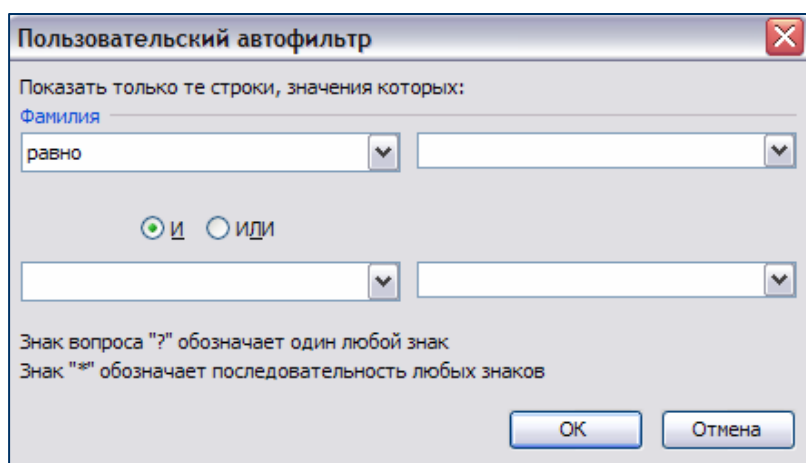 Пользовательский автофильтр
Показать только те строки, значения которых:
Фамилия
равно
И ИЛИ
Знак вопроса "?" обозначает один любой знак
Знак "*" обозначает последовательность любых знаков
ОК Отмена